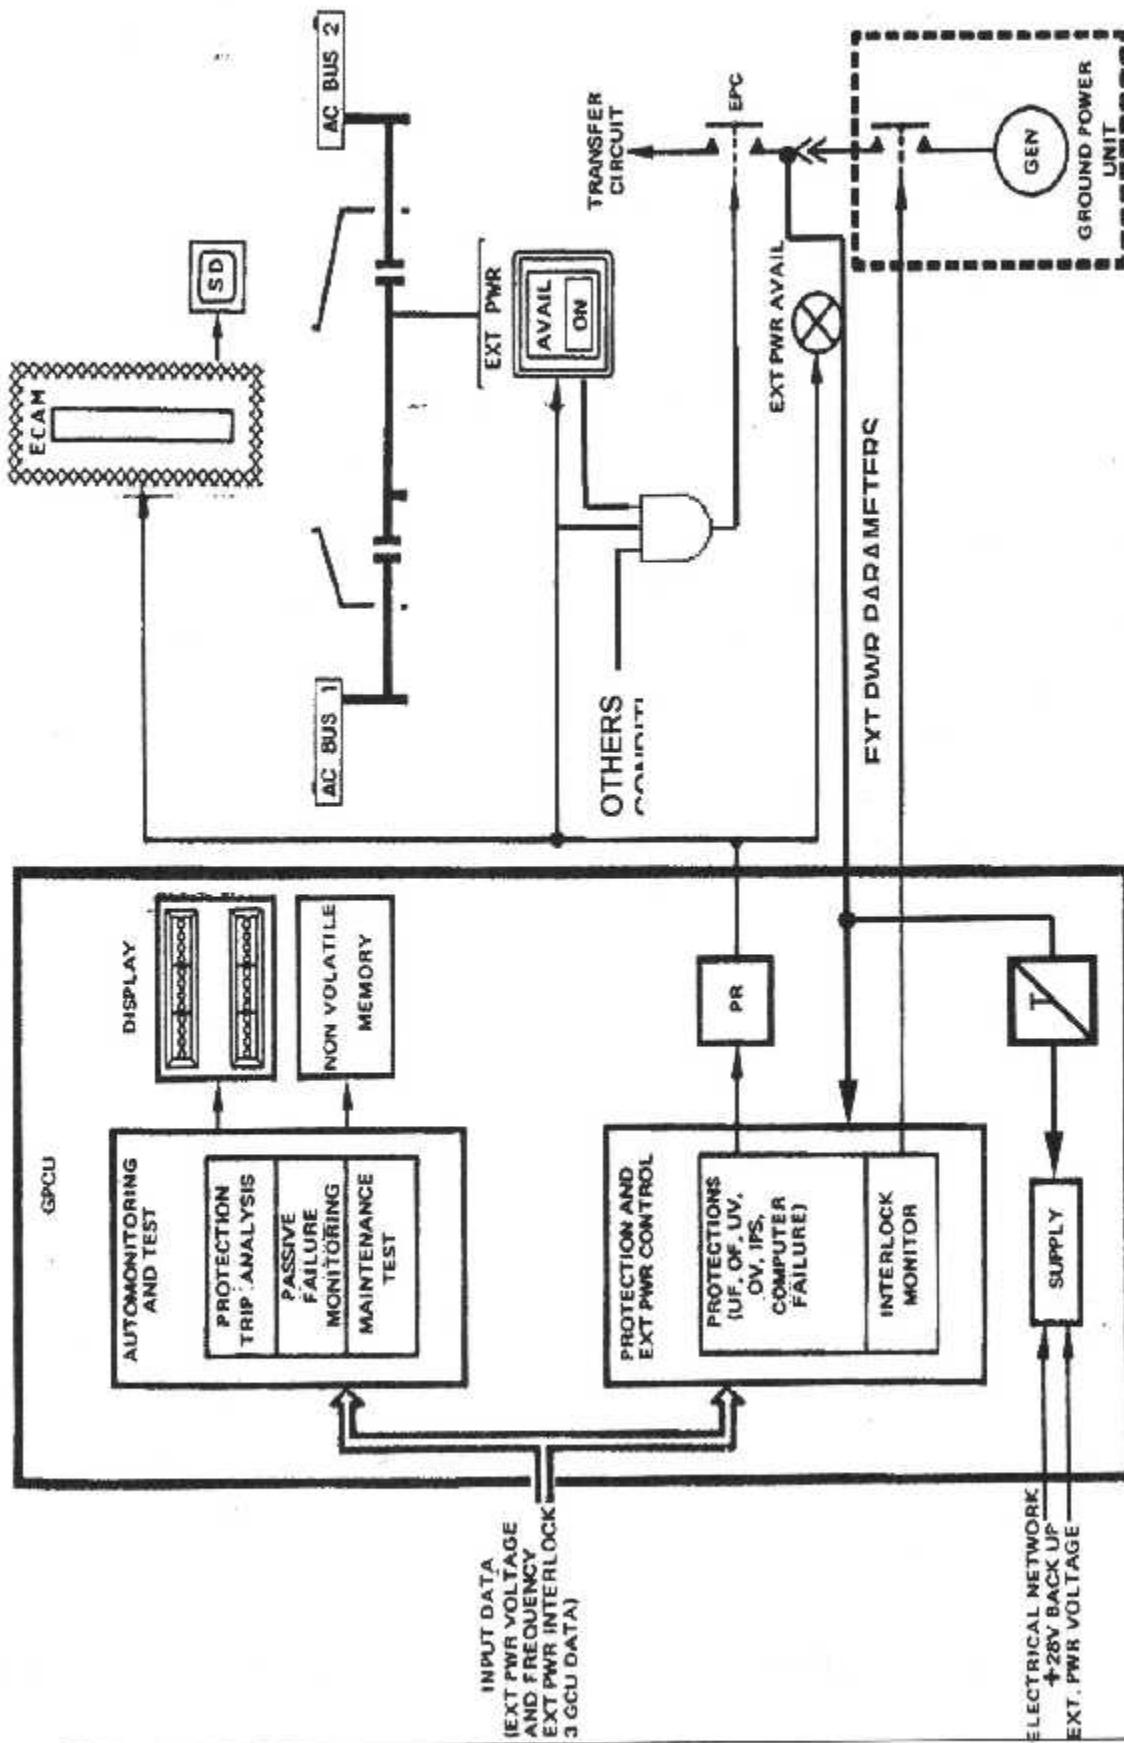 GPCU
AUTOMONITORING
AND TEST
PROTECTION
TRIP ANALYSIS
PASSIVE
FAILURE
MONITORING
MAINTENANCE
TEST
DISPLAY
NON VOLATILE
MEMORY
INPUT DATA
(EXT PWR VOLTAGE
AND FREQUENCY
EXT PWR INTERLOCK
3 GCU DATA)
PROTECTION AND
EXT PWR CONTROL
PROTECTIONS
(UF, OF, UV,
OV, IPS,
COMPUTER
FAILURE)
INTERLOCK
MONITOR
PR
SUPPLY
T
ELECTRICAL NETWORK
+28V BACK UP
EXT. PWR VOLTAGE
ECAM
SD
AC BUS 1
AC BUS 2
EXT PWR
AVAIL
ON
OTHERS
TRANSFER
CIRCUIT
EPC
EXT PWR AVAIL
EXT PWR PARAMETERS
GEN
GROUND POWER
UNIT